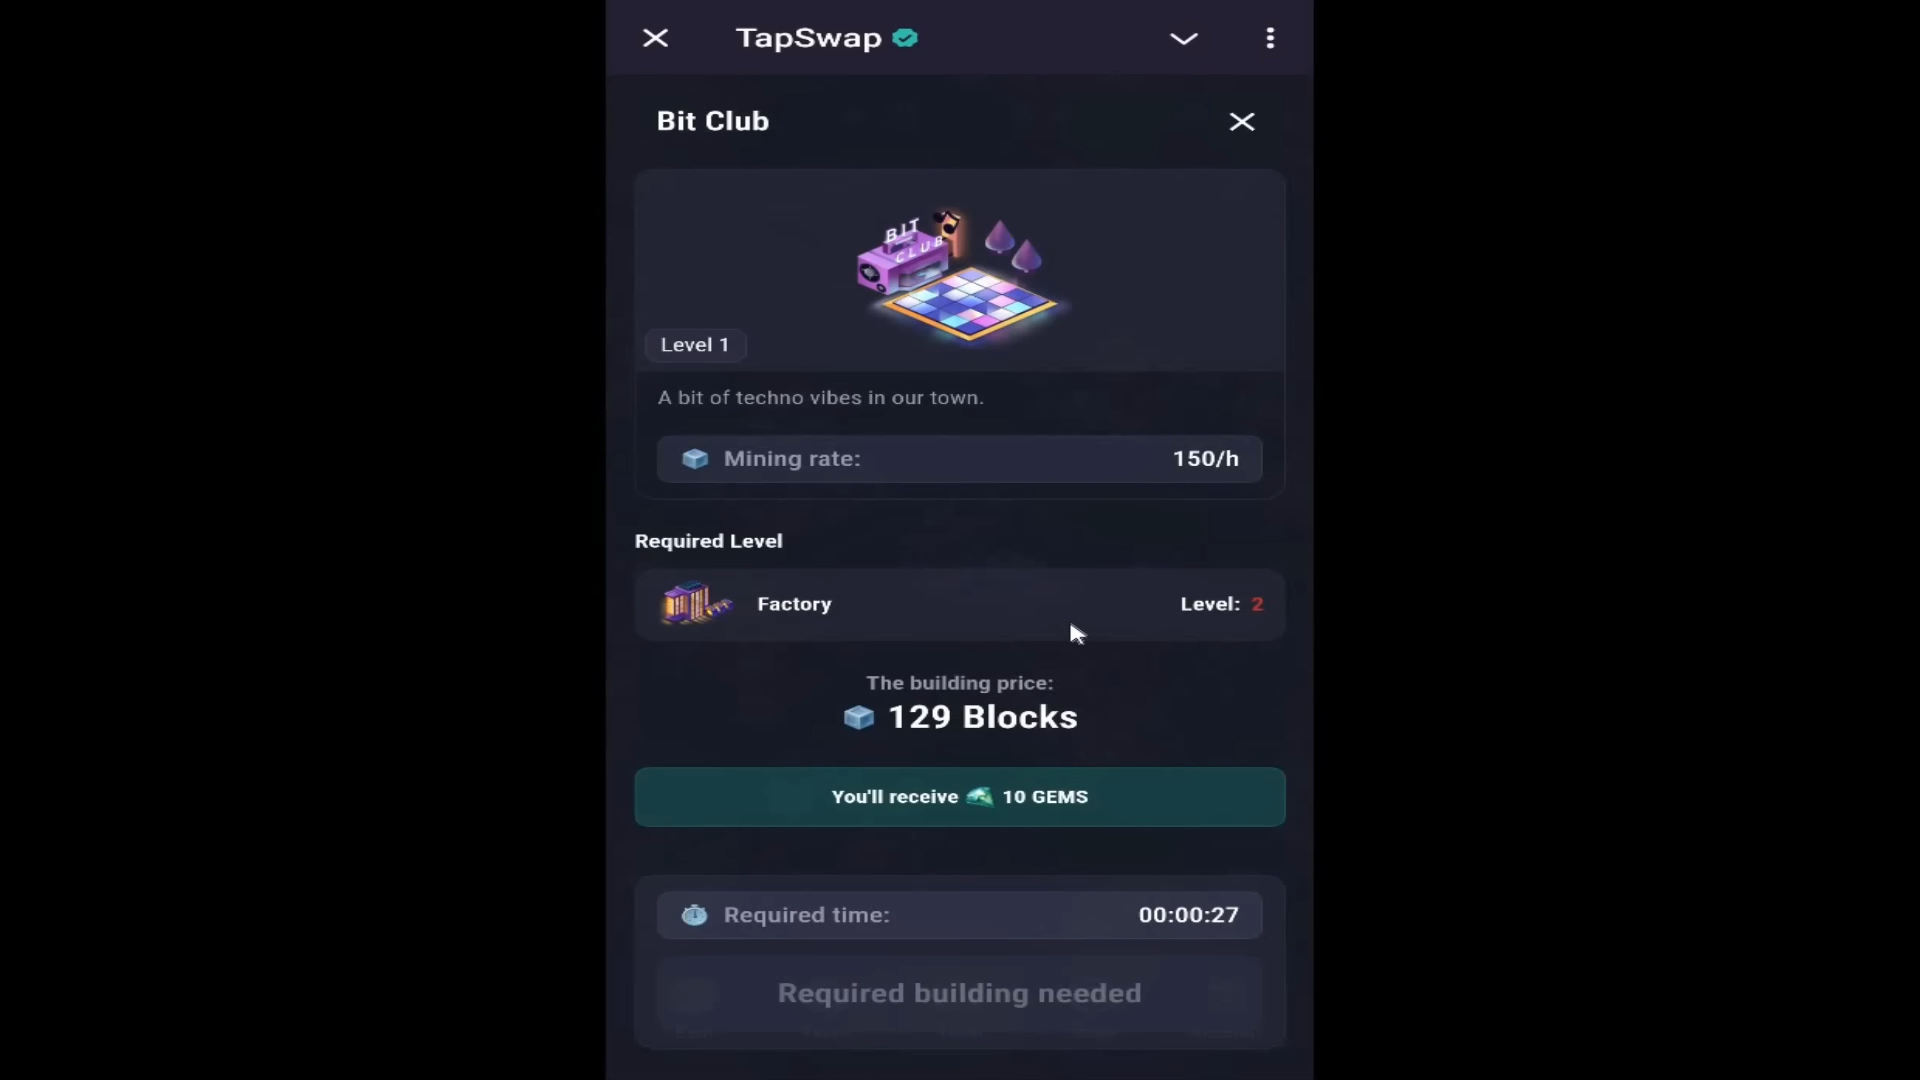 TapSwap
Bit Club
BIT
CLUB
Level 1
A bit of techno vibes in our town.
Mining rate: 150/h
Required Level
Factory Level: 2
The building price:
129 Blocks
You'll receive 10 GEMS
Required time: 00:00:27
Required building needed